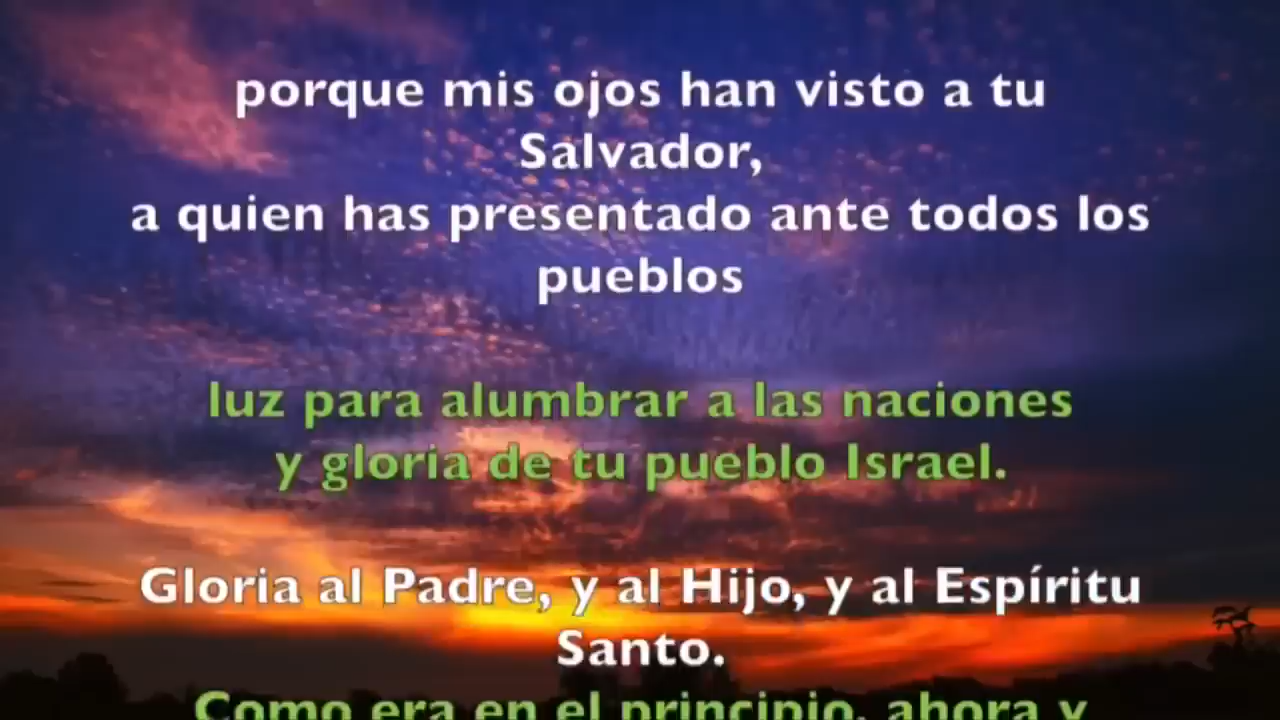 porque mis ojos han visto a tu
Salvador,
a quien has presentado ante todos los
pueblos
luz para alumbrar a las naciones
y gloria de tu pueblo Israel.
Gloria al Padre, y al Hijo, y al Espíritu
Santo.
Como era en el principio, ahora y